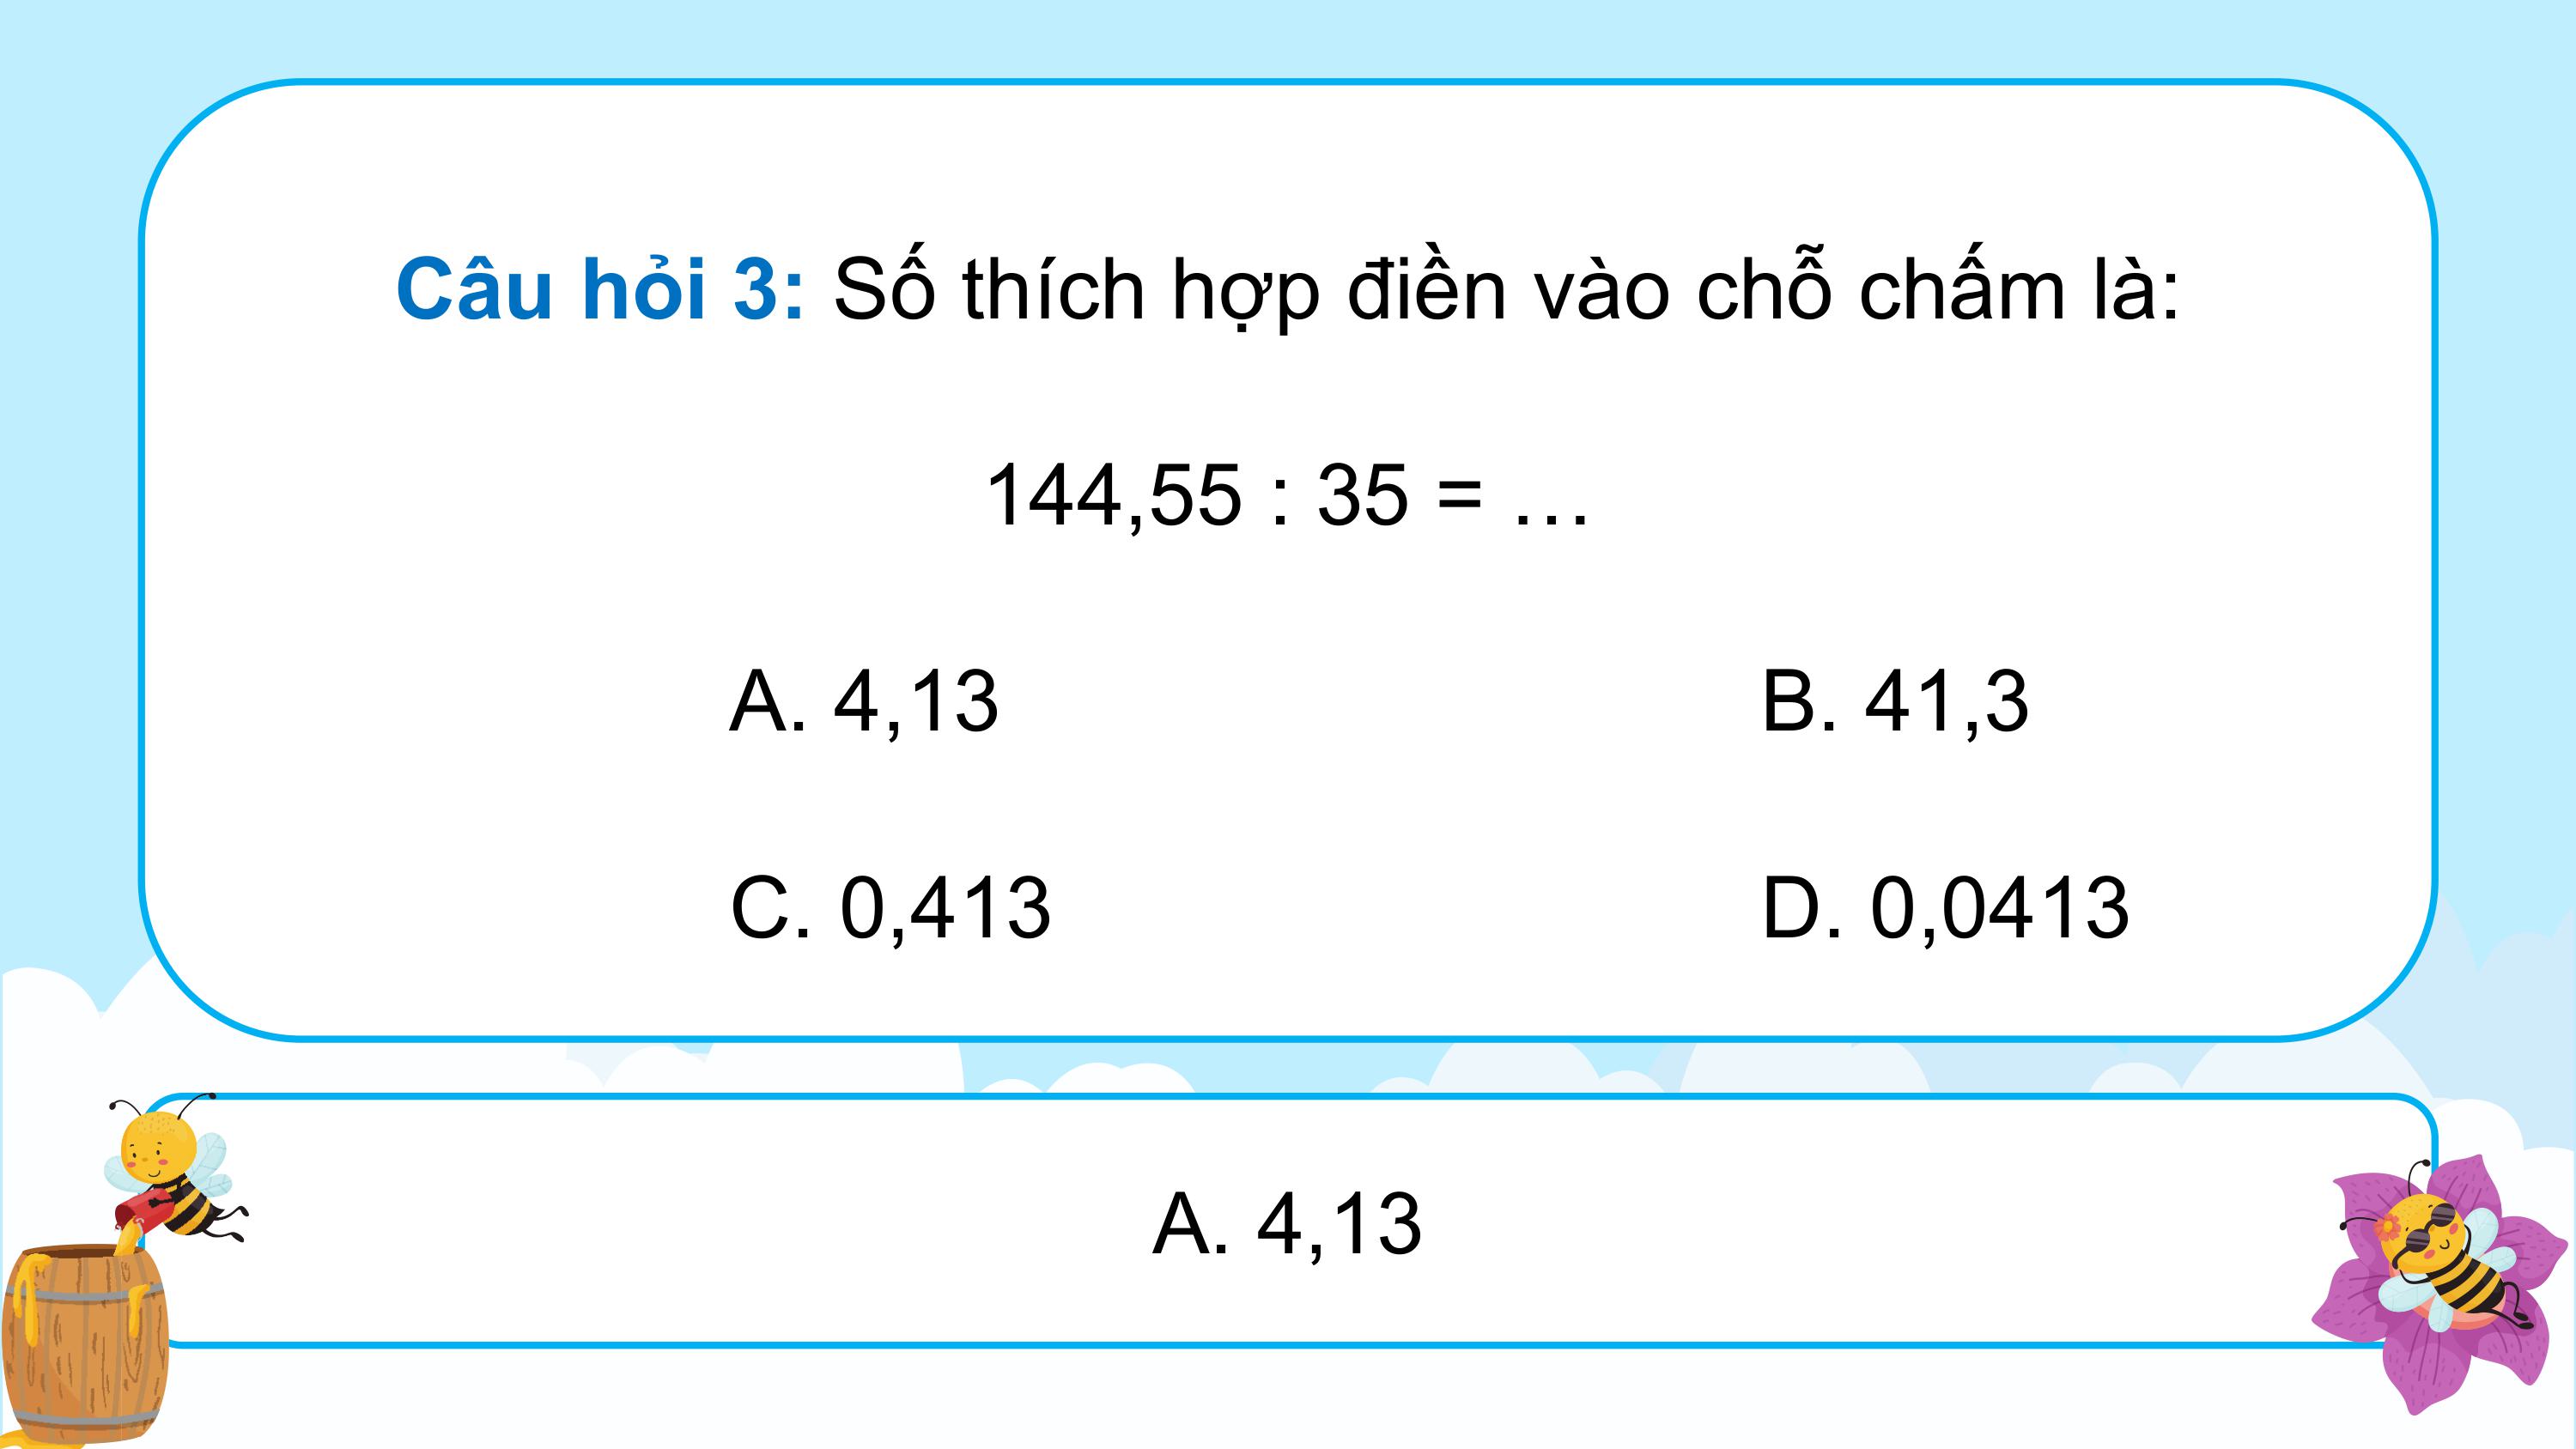 Câu hỏi 3: Số thích hợp điền vào chỗ chấm là:
144,55 : 35 = …
A. 4,13 B. 41,3
C. 0,413 D. 0,0413
A. 4,13